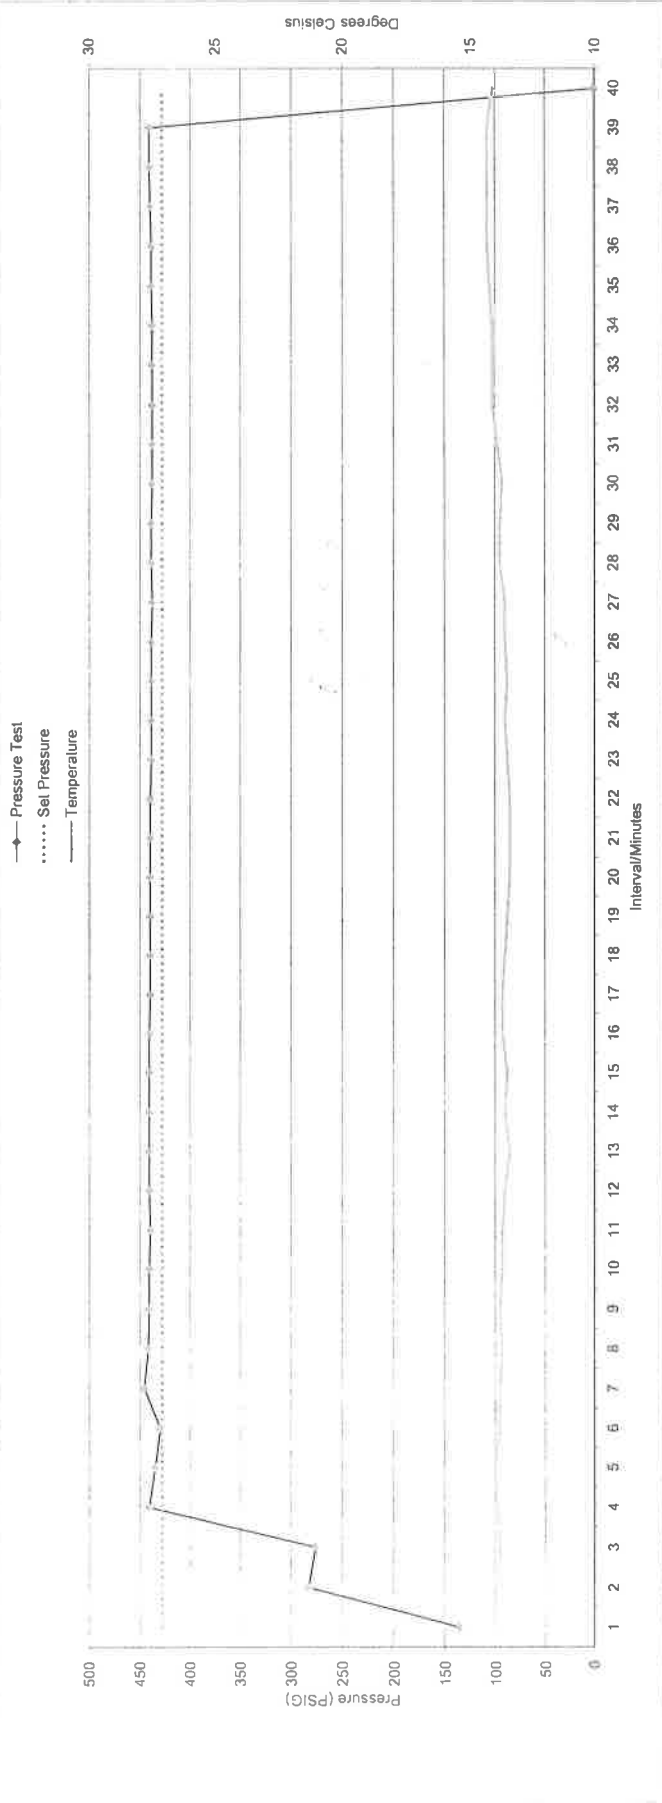 Pressure Test
Set Pressure
Temperature
Pressure (PSIG)
500
450
400
350
300
250
200
150
100
50
0
Degrees Celsius
30
25
20
15
10
1 2 3 4 5 6 7 8 9 10 11 12 13 14 15 16 17 18 19 20 21 22 23 24 25 26 27 28 29 30 31 32 33 34 35 36 37 38 39 40
Interval/Minutes